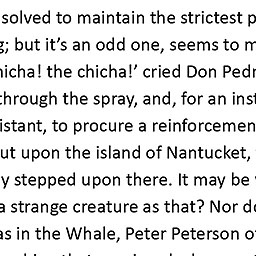 solved to maintain the strictest p
g; but it's an odd one, seems to m
hicha! the chicha!' cried Don Pedr
through the spray, and, for an inst
istant, to procure a reinforcemen
ut upon the island of Nantucket,
y stepped upon there. It may be
a strange creature as that? Nor do
as in the Whale, Peter Peterson o